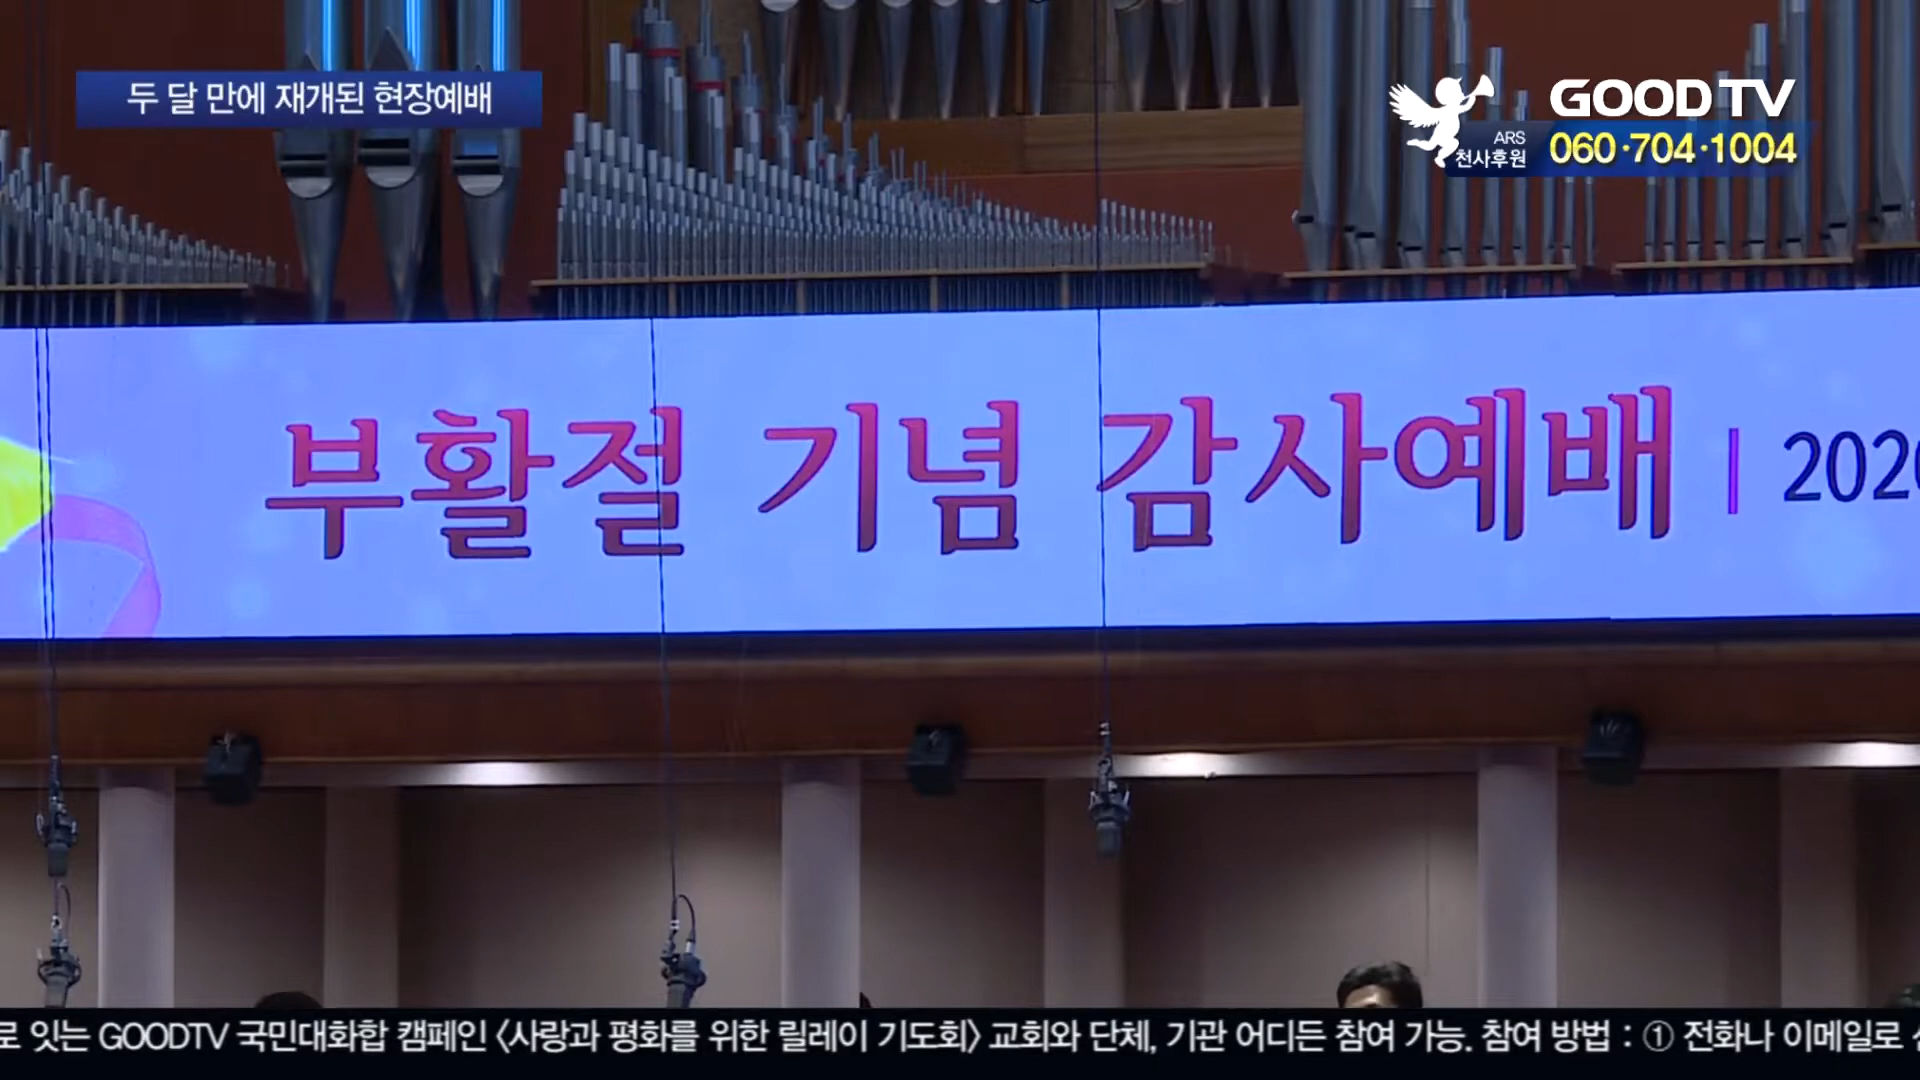 두 달 만에 재개된 현장예배
GOODTV
ARS
천사후원
060·704·1004
부활절 기념 감사예배 | 2020
로 잇는 GOODTV 국민대화합 캠페인 <사랑과 평화를 위한 릴레이 기도회> 교회와 단체, 기관 어디든 참여 가능. 참여 방법 : ① 전화나 이메일로